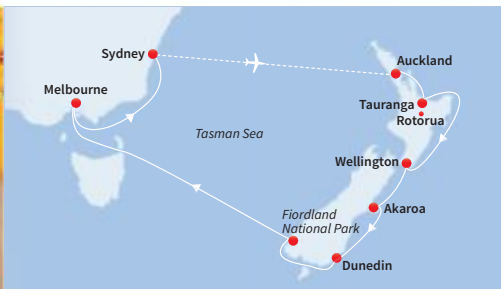 Sydney
Auckland
Melbourne
Tauranga
Rotorua
Tasman Sea
Wellington
Akaroa
Fiordland
National Park
Dunedin